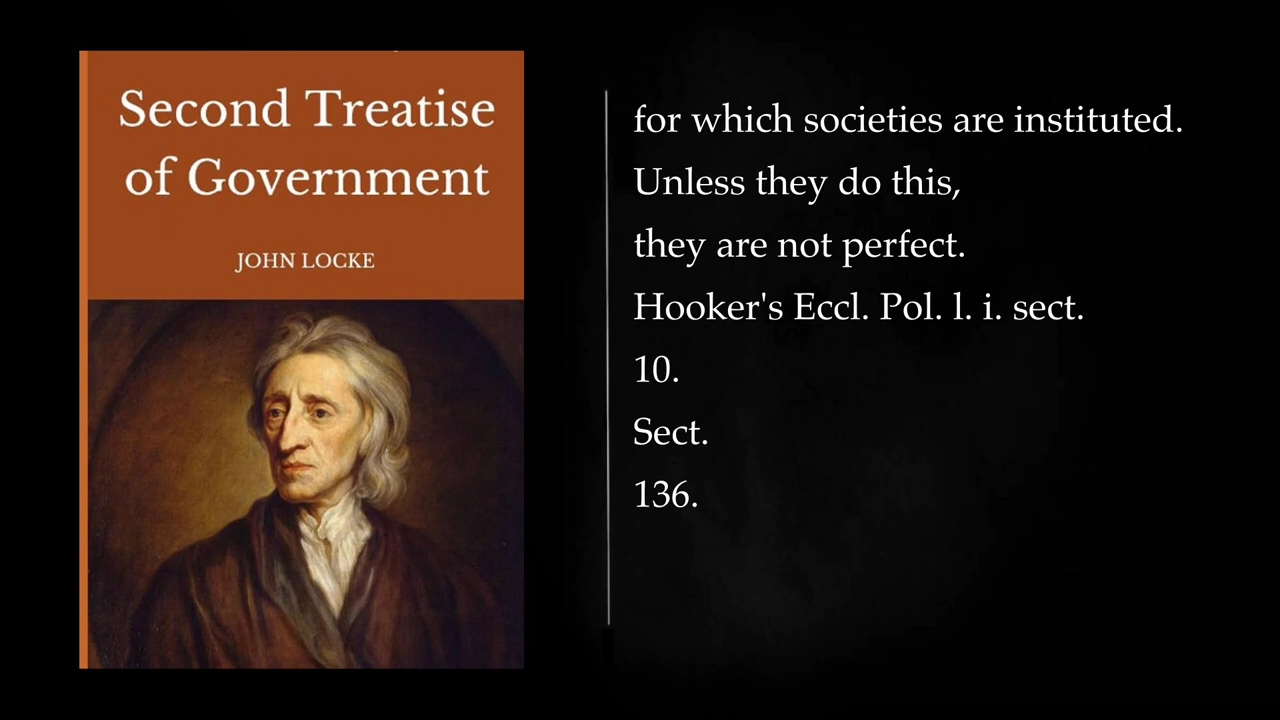 Second Treatise
of Government
JOHN LOCKE
for which societies are instituted.
Unless they do this,
they are not perfect.
Hooker's Eccl. Pol. l. i. sect.
10.
Sect.
136.